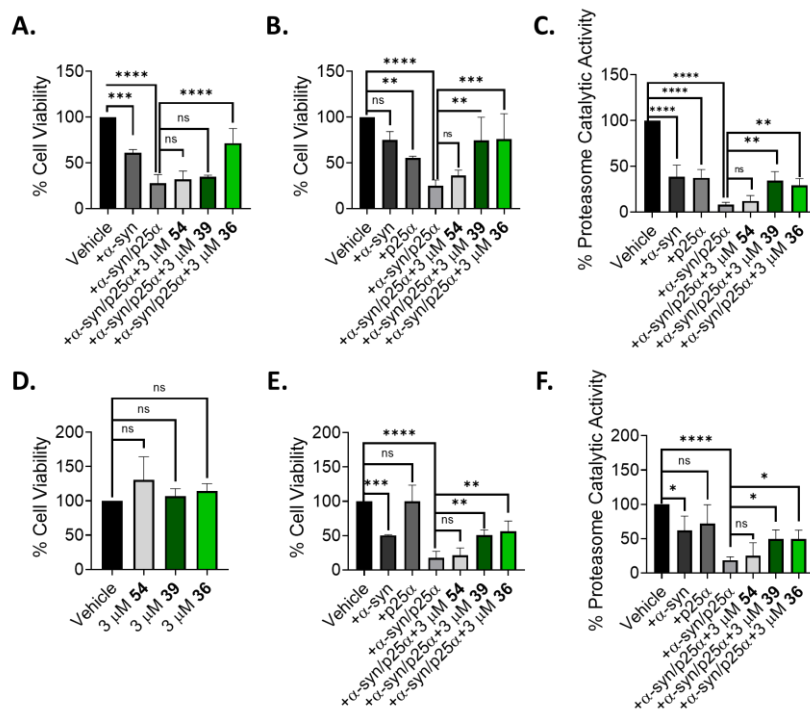 A.
% Cell Viability
150
100
50
0
****
****
***
ns
ns
Vehicle
+α-syn
+α-syn/p25α
+α-syn/p25α+3 μM 54
+α-syn/p25α+3 μM 39
+α-syn/p25α+3 μM 36
B.
% Cell Viability
150
100
50
0
****
**
***
ns
**
ns
Vehicle
+α-syn
+p25α
+α-syn/p25α
+α-syn/p25α+3 μM 54
+α-syn/p25α+3 μM 39
+α-syn/p25α+3 μM 36
C.
% Proteasome Catalytic Activity
150
100
50
0
****
****
****
**
**
ns
Vehicle
+α-syn
+p25α
+α-syn/p25α
+α-syn/p25α+3 μM 54
+α-syn/p25α+3 μM 39
+α-syn/p25α+3 μM 36
D.
% Cell Viability
200
150
100
50
0
ns
ns
ns
Vehicle
3 μM 54
3 μM 39
3 μM 36
E.
% Cell Viability
200
150
100
50
0
****
ns
***
**
**
ns
Vehicle
+α-syn
+p25α
+α-syn/p25α
+α-syn/p25α+3 μM 54
+α-syn/p25α+3 μM 39
+α-syn/p25α+3 μM 36
F.
% Proteasome Catalytic Activity
200
150
100
50
0
****
ns
*
*
*
ns
Vehicle
+α-syn
+p25α
+α-syn/p25α
+α-syn/p25α+3 μM 54
+α-syn/p25α+3 μM 39
+α-syn/p25α+3 μM 36